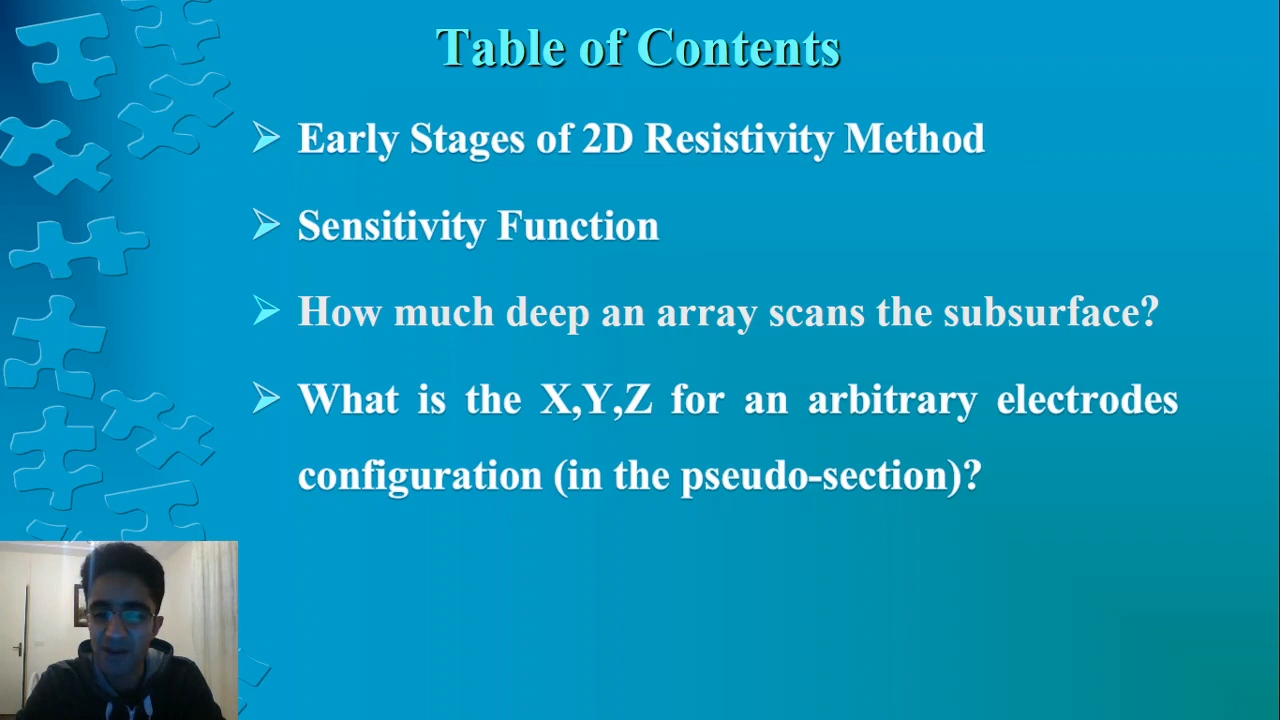 Table of Contents
Early Stages of 2D Resistivity Method
Sensitivity Function
How much deep an array scans the subsurface?
What is the X,Y,Z for an arbitrary electrodes
configuration (in the pseudo-section)?